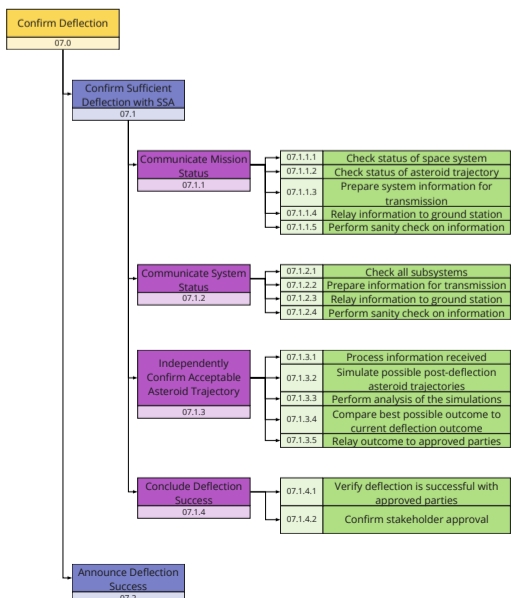 Confirm Deflection
07.0
Confirm Sufficient
Deflection with SSA
07.1
Communicate Mission
Status
07.1.1
07.1.1.1 Check status of space system
07.1.1.2 Check status of asteroid trajectory
07.1.1.3 Prepare system information for
transmission
07.1.1.4 Relay information to ground station
07.1.1.5 Perform sanity check on information
Communicate System
Status
07.1.2
07.1.2.1 Check all subsystems
07.1.2.2 Prepare information for transmission
07.1.2.3 Relay information to ground station
07.1.2.4 Perform sanity check on information
Independently
Confirm Acceptable
Asteroid Trajectory
07.1.3
07.1.3.1 Process information received
07.1.3.2 Simulate possible post-deflection
asteroid trajectories
07.1.3.3 Perform analysis of the simulations
07.1.3.4 Compare best possible outcome to
current deflection outcome
07.1.3.5 Relay outcome to approved parties
Conclude Deflection
Success
07.1.4
07.1.4.1 Verify deflection is successful with
approved parties
07.1.4.2 Confirm stakeholder approval
Announce Deflection
Success
07.2